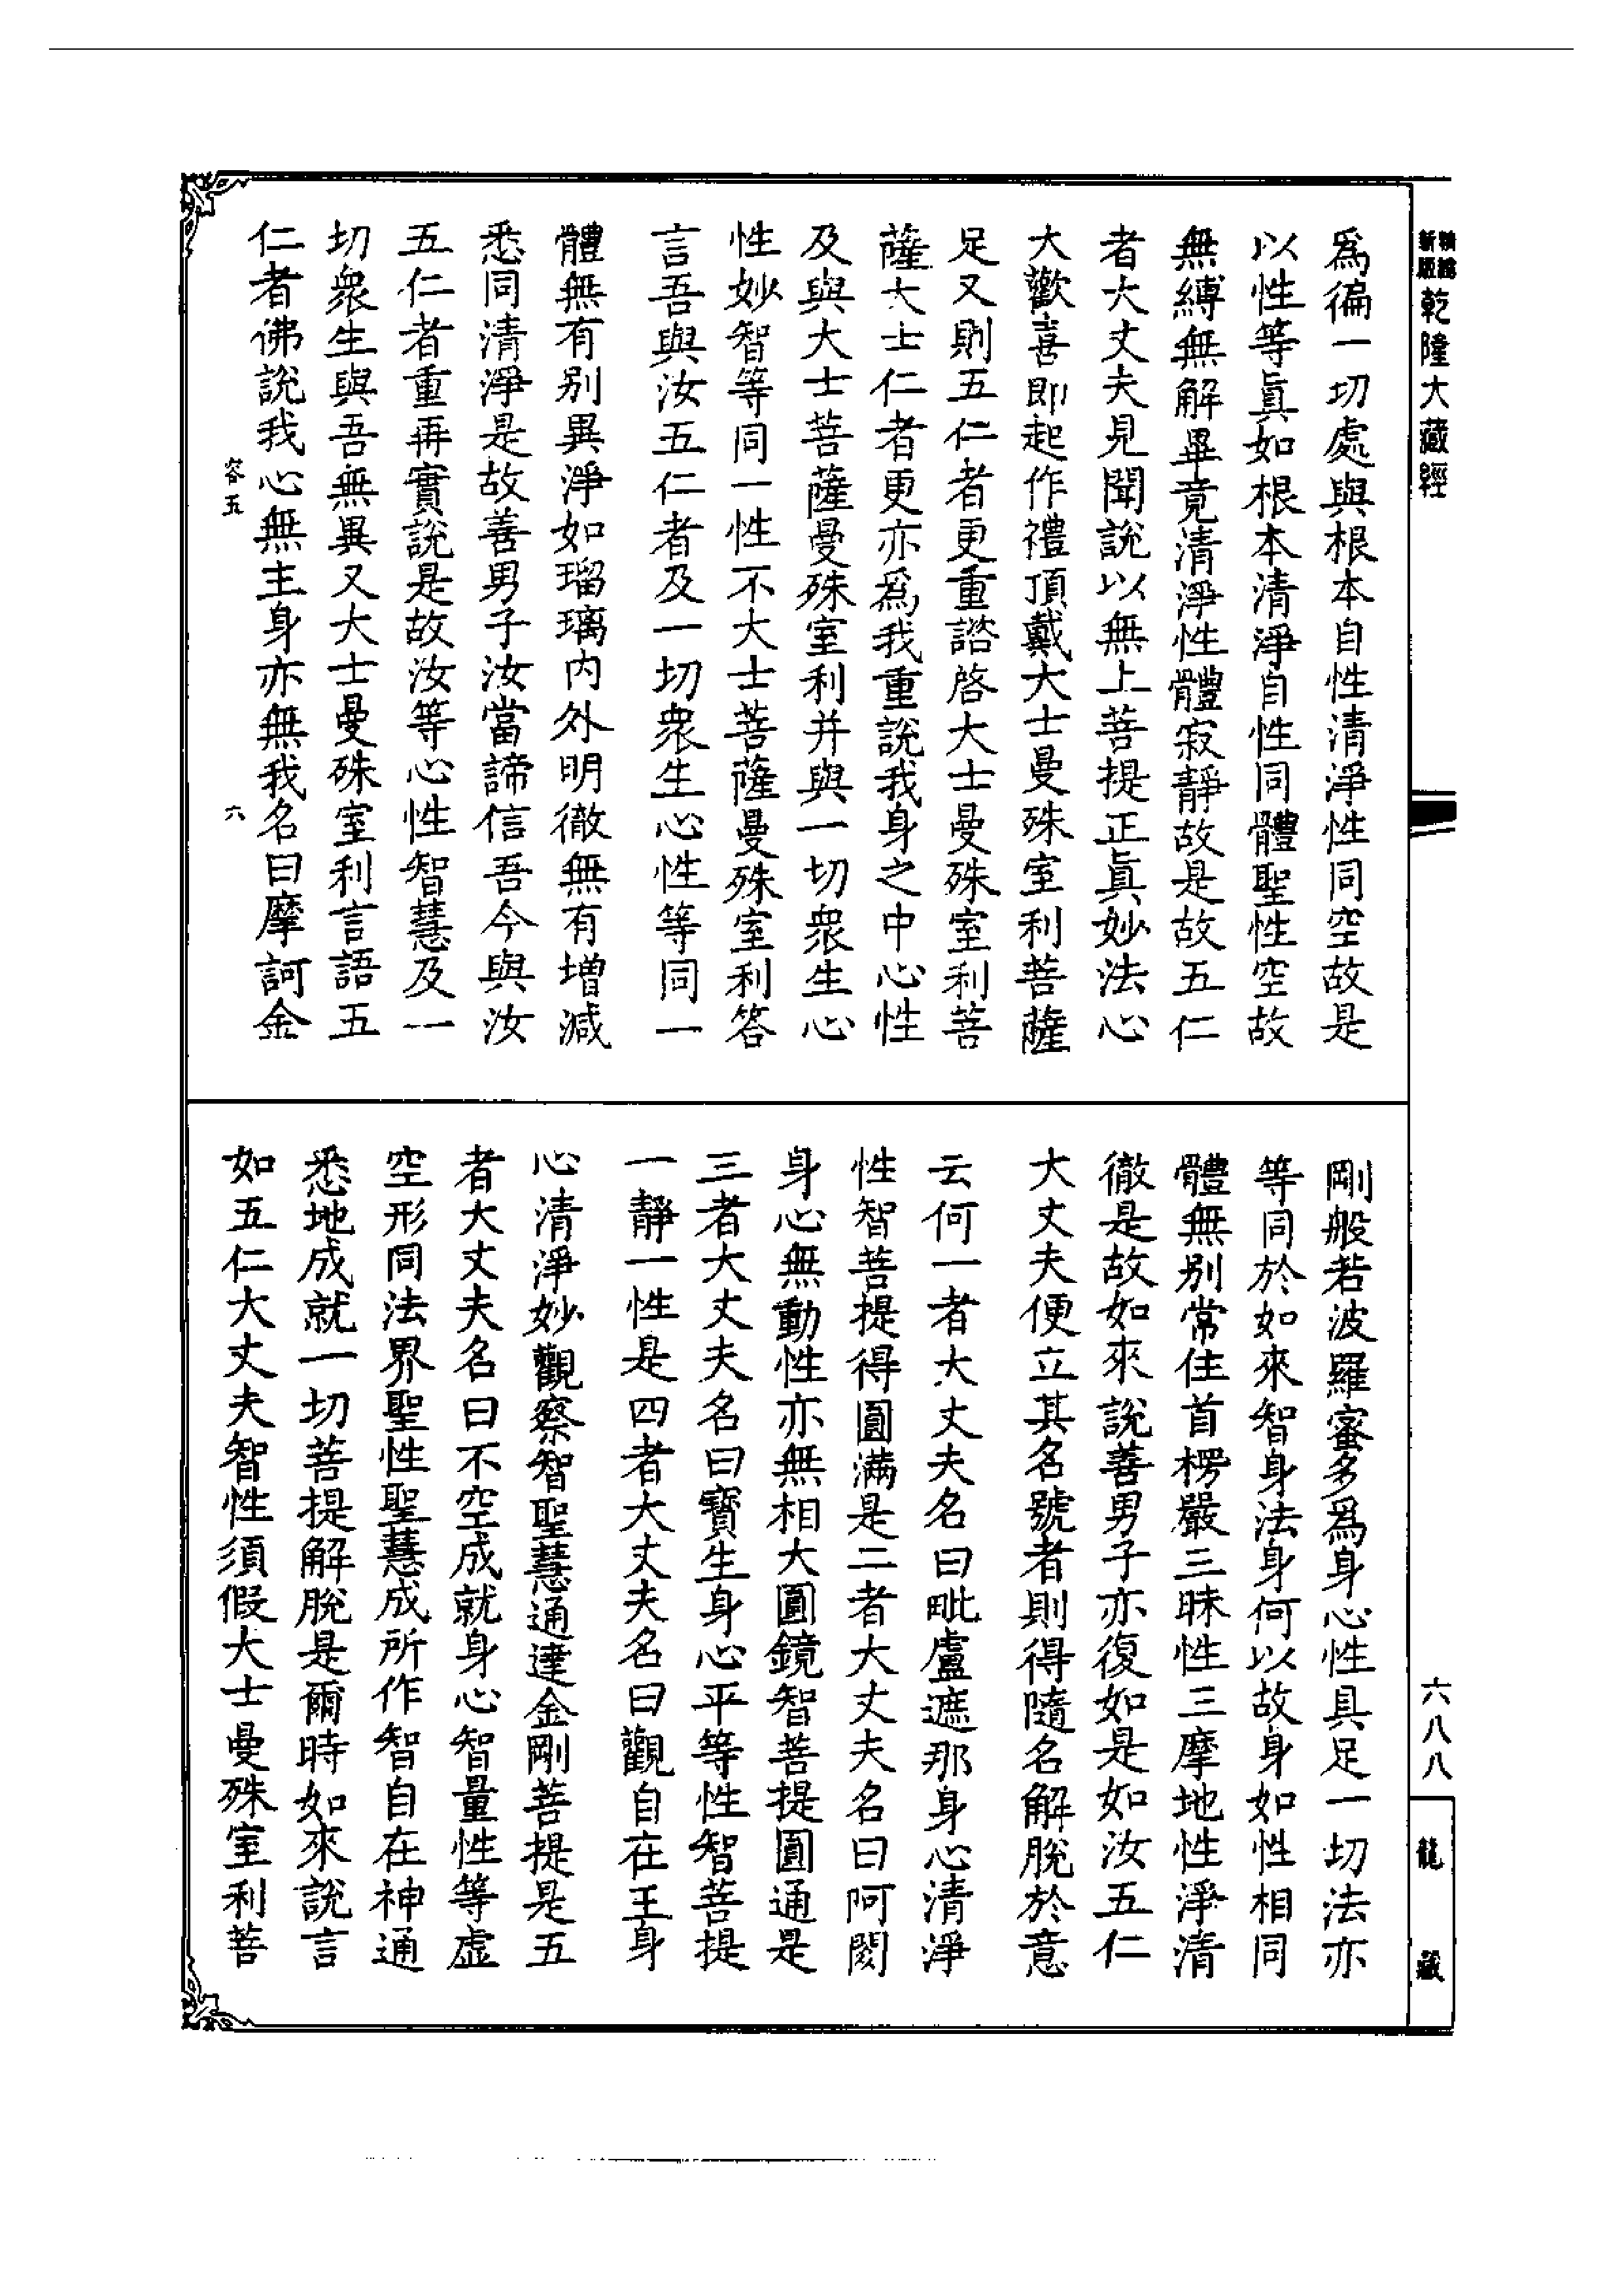 精繪
新版
乾隆大藏經
六八八
龍藏
為徧一切處與根本自性清淨性同空故是
以性等眞如根本清淨自性同體聖性空故
無縛無解畢竟清淨性體寂靜故是故五仁
者大丈夫見聞說以無上菩提正眞妙法心
大歡喜即起作禮頂戴大士曼殊室利菩薩
足又則五仁者更重諮啓大士曼殊室利菩
薩大士仁者更亦爲我重說我身之中心性
及與大士菩薩曼殊室利并與一切衆生心
性妙智等同一性不大士菩薩曼殊室利答
言吾與汝五仁者及一切衆生心性等同一
體無有别異淨如瑠璃内外明徹無有增減
悉同清淨是故善男子汝當諦信吾今與汝
五仁者重再實說是故汝等心性智慧及一
切衆生與吾無異又大士曼殊室利言語五
仁者佛說我心無主身亦無我名曰摩訶金
容五
六
剛般若波羅蜜多爲身心性具足一切法亦
等同於如來智身法身何以故身如性相同
體無别常住首楞嚴三昧性三摩地性淨清
徹是故如來說善男子亦復如是如汝五仁
大丈夫便立其名號者則得隨名解脫於意
云何一者大丈夫名曰毗盧遮那身心清淨
性智菩提得圓滿是二者大丈夫名曰阿閦
身心無動性亦無相大圓鏡智菩提圓通是
三者大丈夫名曰寶生身心平等性智菩提
一靜一性是四者大丈夫名曰觀自在王身
心清淨妙觀察智聖慧通達金剛菩提是五
者大丈夫名曰不空成就身心智量性等虛
空形同法界聖性聖慧成所作智自在神通
悉地成就一切菩提解脫是爾時如來說言
如五仁大丈夫智性須假大士曼殊室利菩